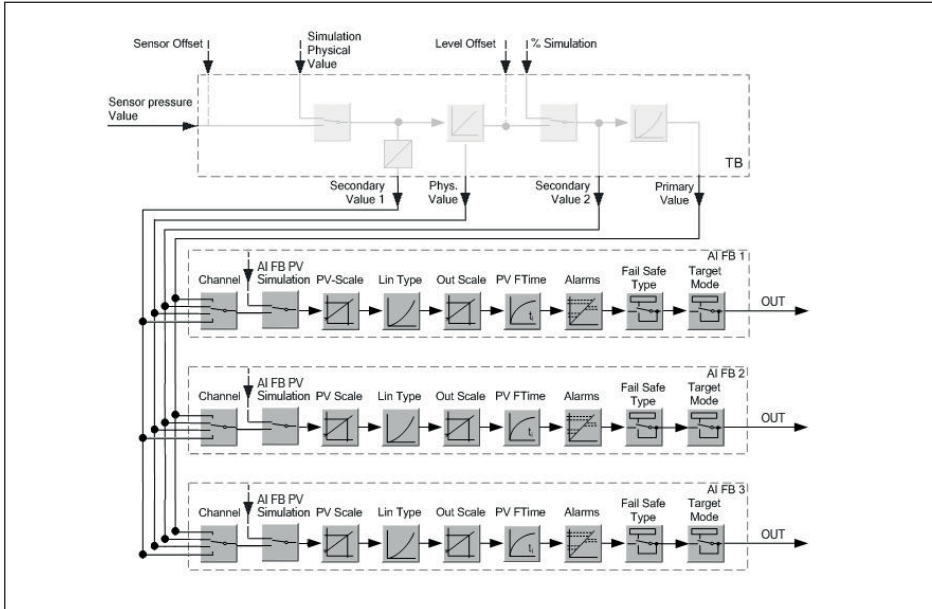 Sensor Offset
Simulation
Physical
Value
Level Offset
% Simulation
Sensor pressure
Value
TB
Secondary
Value 1
Phys.
Value
Secondary
Value 2
Primary
Value
AI FB 1
Channel
AI FB PV
Simulation
PV-Scale
Lin Type
Out Scale
PV FTime
Alarms
Fail Safe
Type
Target
Mode
OUT
ti
AI FB 2
Channel
AI FB PV
Simulation
PV Scale
Lin Type
Out Scale
PV FTime
Alarms
Fail Safe
Type
Target
Mode
OUT
ti
AI FB 3
Channel
AI FB PV
Simulation
PV Scale
Lin Type
Out Scale
PV FTime
Alarms
Fail Safe
Type
Target
Mode
OUT
ti